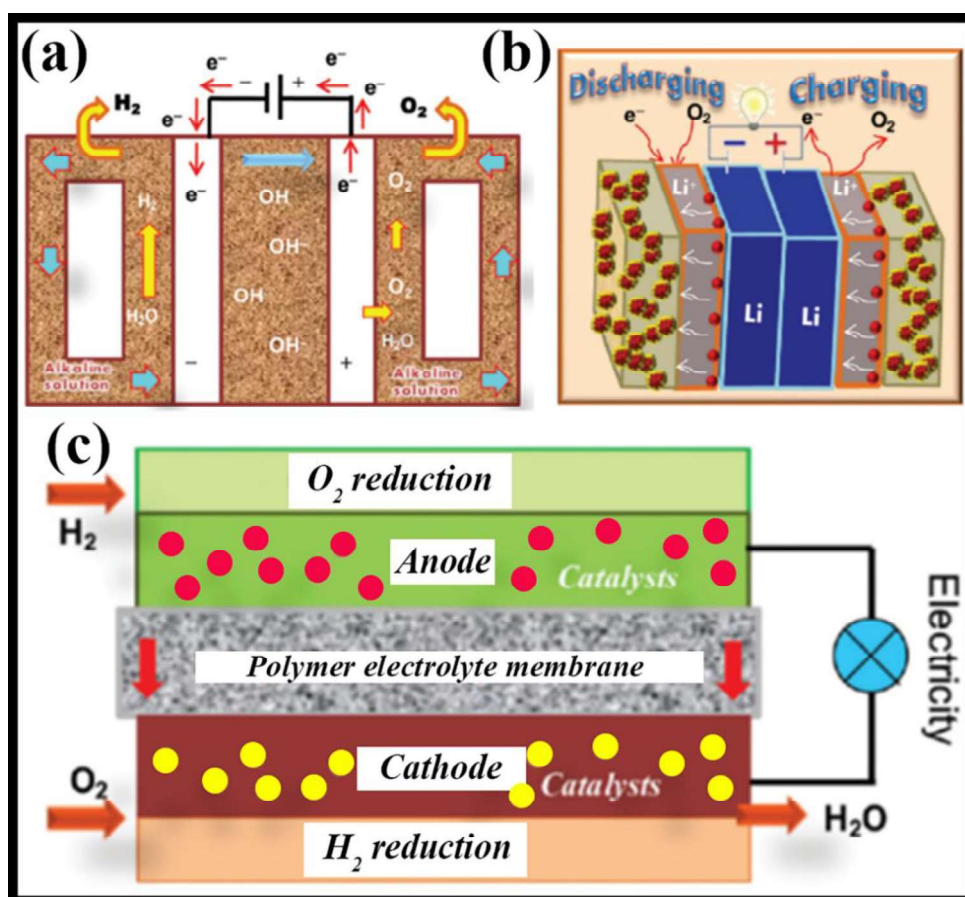 (a)
e⁻
e⁻ − + e⁻
H₂
e⁻
e⁻
O₂
e⁻
e⁻
H₂
OH
O₂
OH⁻
O₂
H₂O
OH
H₂O
OH⁻
−
+
Alkaline
solution
Alkaline
solution
(b)
Discharging
Charging
e⁻
O₂
e⁻
O₂
− +
Li⁺
Li⁺
Li
Li
(c)
O₂ reduction
H₂
Anode
Catalysts
Polymer electrolyte membrane
Electricity
O₂
Cathode
Catalysts
H₂O
H₂ reduction